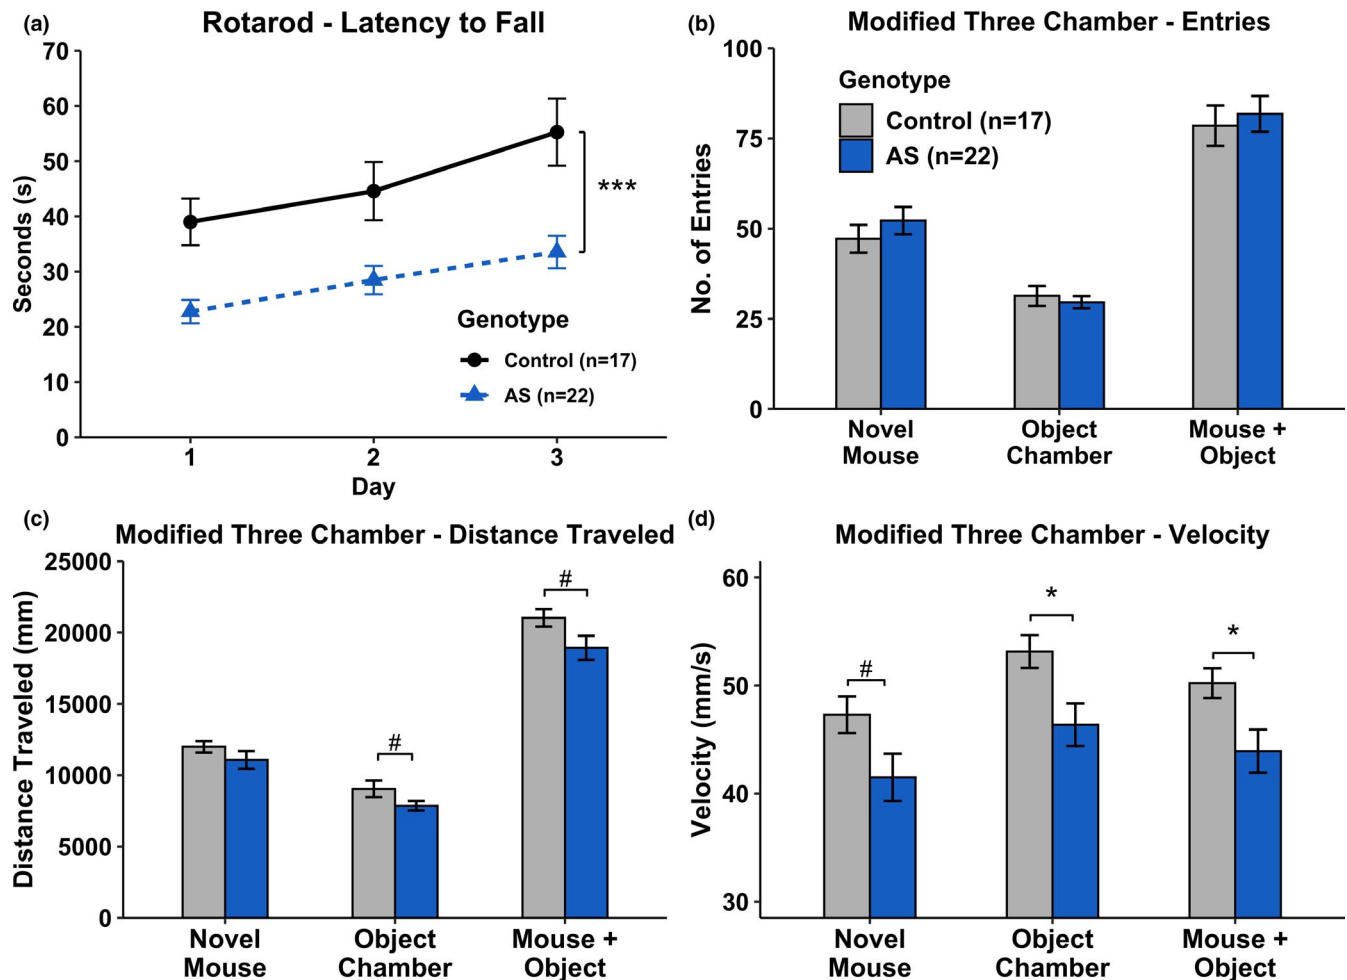 (a)
Rotarod - Latency to Fall
70
60
50
40
30
20
10
0
Seconds (s)
***
Genotype
Control (n=17)
AS (n=22)
1
2
3
Day
(b)
Modified Three Chamber - Entries
100
75
50
25
0
No. of Entries
Genotype
Control (n=17)
AS (n=22)
Novel
Mouse
Object
Chamber
Mouse +
Object
(c)
Modified Three Chamber - Distance Traveled
25000
20000
15000
10000
5000
0
Distance Traveled (mm)
#
#
Novel
Mouse
Object
Chamber
Mouse +
Object
(d)
Modified Three Chamber - Velocity
60
50
40
30
Velocity (mm/s)
#
*
*
Novel
Mouse
Object
Chamber
Mouse +
Object